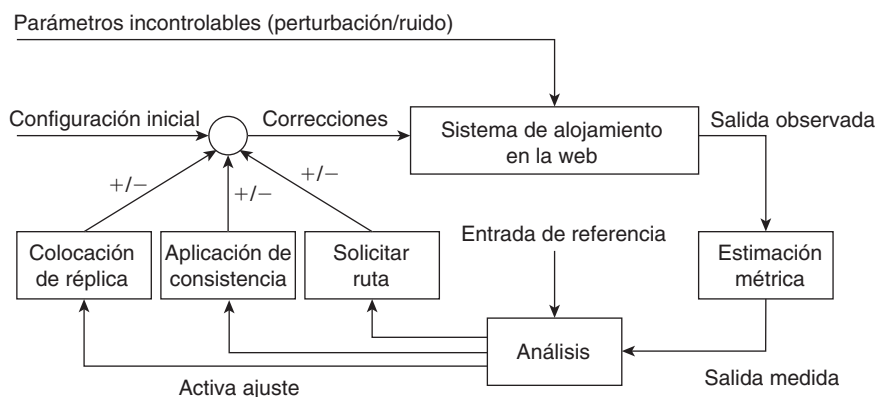 Parámetros incontrolables (perturbación/ruido)
Configuración inicial
Correcciones
Sistema de alojamiento
en la web
Salida observada
+/−
+/−
+/−
Colocación
de réplica
Aplicación de
consistencia
Solicitar
ruta
Entrada de referencia
Estimación
métrica
Análisis
Activa ajuste
Salida medida